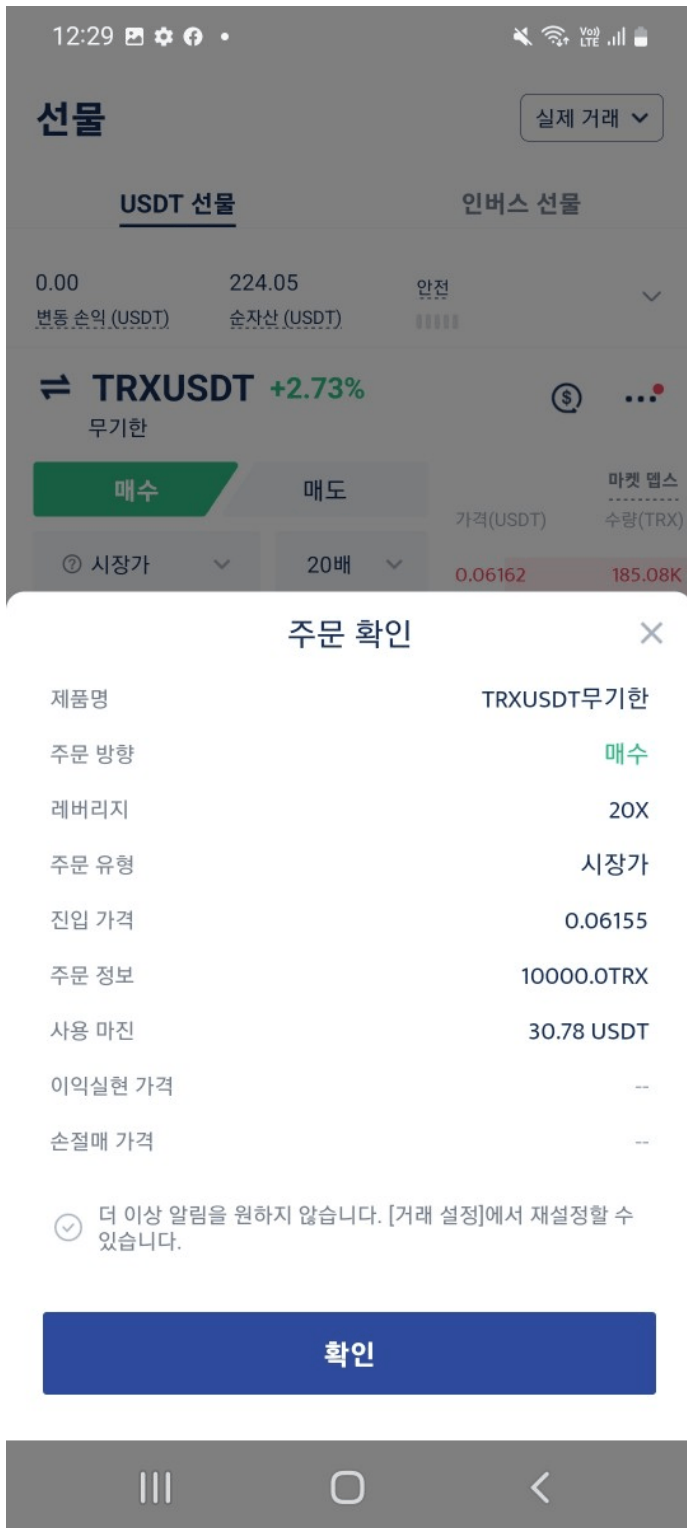 12:29
Vo))
LTE
선물
실제 거래
USDT 선물
인버스 선물
0.00
224.05
안전
변동 손익 (USDT)
순자산 (USDT)
TRXUSDT +2.73%
무기한
매수
매도
마켓 뎁스
가격(USDT)
수량(TRX)
시장가
20배
0.06162
185.08K
주문 확인
제품명
TRXUSDT무기한
주문 방향
매수
레버리지
20X
주문 유형
시장가
진입 가격
0.06155
주문 정보
10000.0TRX
사용 마진
30.78 USDT
이익실현 가격
--
손절매 가격
--
더 이상 알림을 원하지 않습니다. [거래 설정]에서 재설정할 수
있습니다.
확인